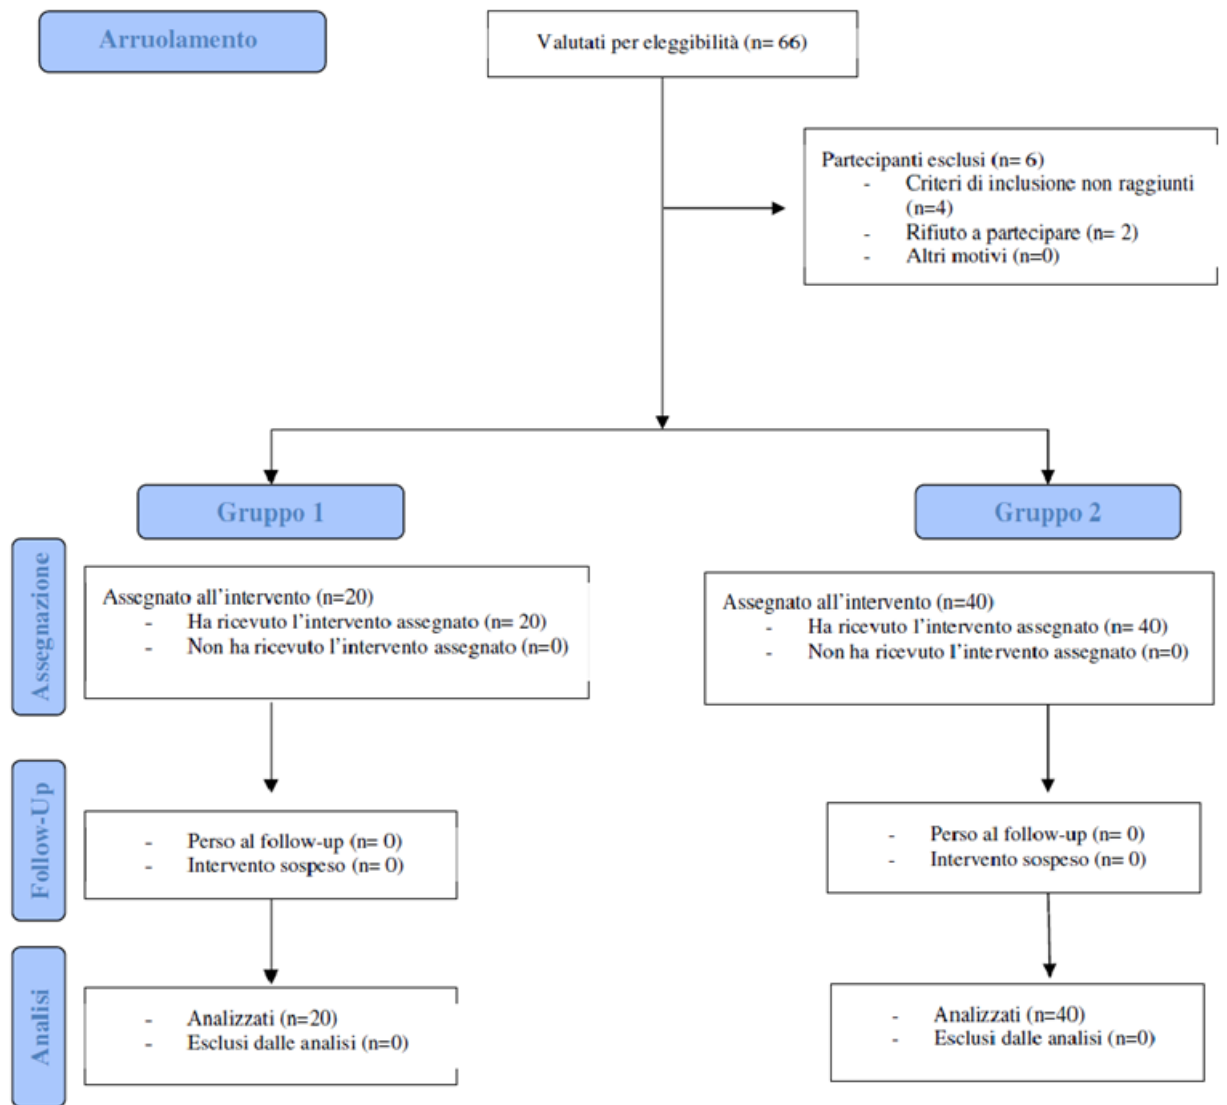 Arruolamento
Valutati per eleggibilità (n= 66)
Partecipanti esclusi (n= 6)
- Criteri di inclusione non raggiunti
(n=4)
- Rifiuto a partecipare (n= 2)
- Altri motivi (n=0)
Gruppo 1
Gruppo 2
Assegnazione
Assegnato all'intervento (n=20)
- Ha ricevuto l'intervento assegnato (n= 20)
- Non ha ricevuto l'intervento assegnato (n=0)
Assegnato all'intervento (n=40)
- Ha ricevuto l'intervento assegnato (n= 40)
- Non ha ricevuto l'intervento assegnato (n=0)
Follow-Up
- Perso al follow-up (n= 0)
- Intervento sospeso (n= 0)
- Perso al follow-up (n= 0)
- Intervento sospeso (n= 0)
Analisi
- Analizzati (n=20)
- Esclusi dalle analisi (n=0)
- Analizzati (n=40)
- Esclusi dalle analisi (n=0)